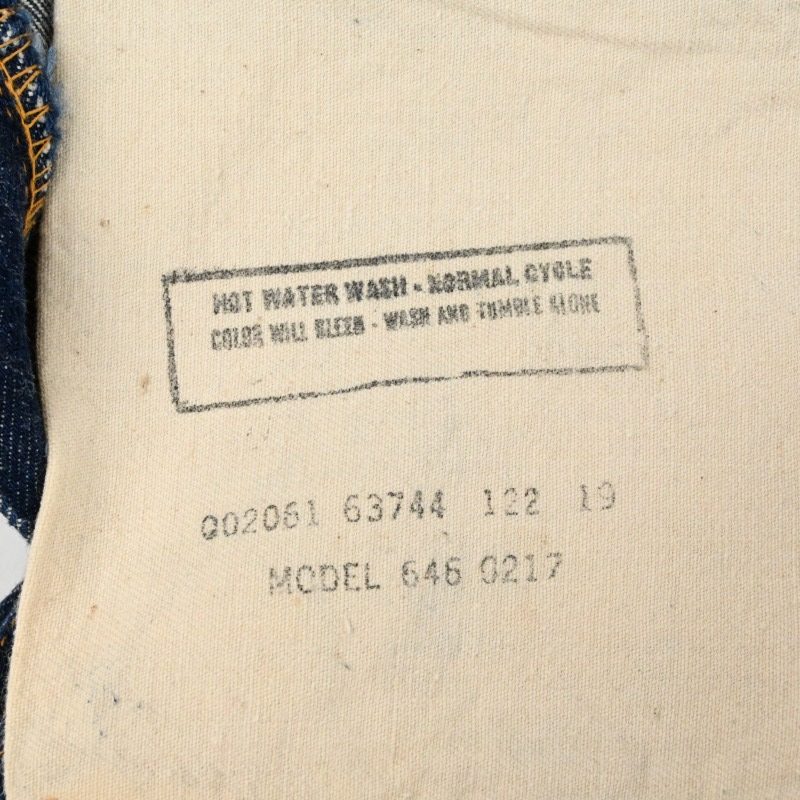 HOT WATER WASH - NORMAL CYCLE
COLOR WILL BLEED - WASH AND TUMBLE ALONE
Q02061 63744 122 19
MODEL 646 0217